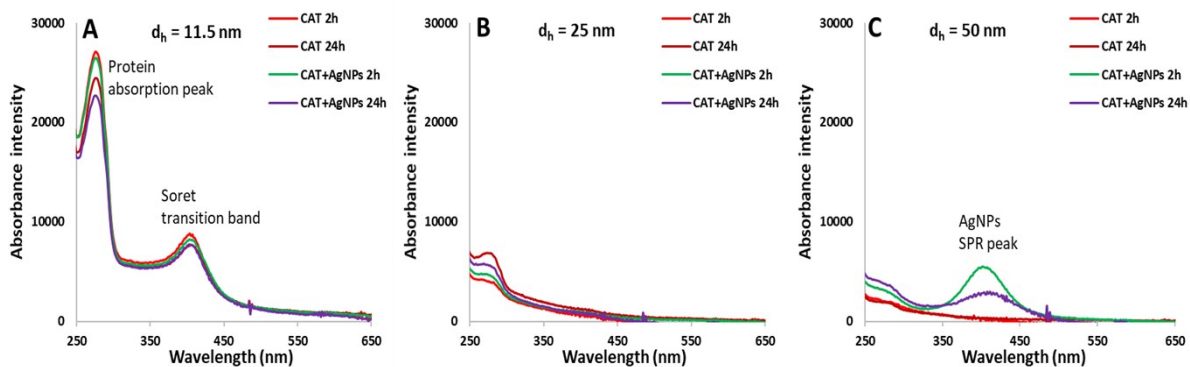 A
d_h = 11.5 nm
CAT 2h
CAT 24h
CAT+AgNPs 2h
CAT+AgNPs 24h
Protein
absorption peak
Soret
transition band
Absorbance intensity
30000
20000
10000
0
250 350 450 550 650
Wavelength (nm)
B
d_h = 25 nm
CAT 2h
CAT 24h
CAT+AgNPs 2h
CAT+AgNPs 24h
Absorbance intensity
30000
20000
10000
0
250 350 450 550 650
Wavelength (nm)
C
d_h = 50 nm
CAT 2h
CAT 24h
CAT+AgNPs 2h
CAT+AgNPs 24h
AgNPs
SPR peak
Absorbance intensity
30000
20000
10000
0
250 350 450 550 650
Wavelength (nm)